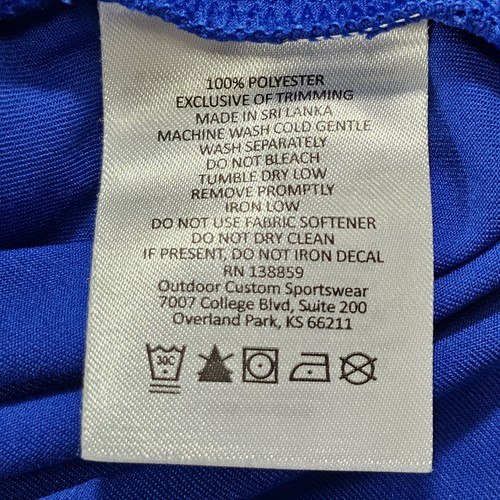 100% POLYESTER
EXCLUSIVE OF TRIMMING
MADE IN SRI LANKA
MACHINE WASH COLD GENTLE
WASH SEPARATELY
DO NOT BLEACH
TUMBLE DRY LOW
REMOVE PROMPTLY
IRON LOW
DO NOT USE FABRIC SOFTENER
DO NOT DRY CLEAN
IF PRESENT, DO NOT IRON DECAL
RN 138859
Outdoor Custom Sportswear
7007 College Blvd, Suite 200
Overland Park, KS 66211
30C